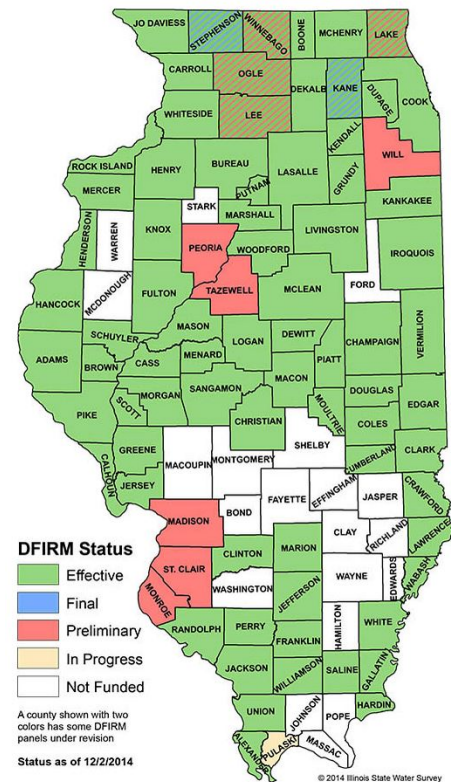 JO DAVIESS
STEPHENSON
WINNEBAGO
BOONE
MCHENRY
LAKE
CARROLL
OGLE
DEKALB
KANE
DUPAGE
COOK
WHITESIDE
LEE
KENDALL
WILL
ROCK ISLAND
HENRY
BUREAU
LASALLE
GRUNDY
MERCER
PUTNAM
KANKAKEE
HENDERSON
WARREN
KNOX
STARK
MARSHALL
LIVINGSTON
PEORIA
WOODFORD
IROQUOIS
MCDONOUGH
FULTON
TAZEWELL
MCLEAN
FORD
HANCOCK
SCHUYLER
MASON
LOGAN
DEWITT
CHAMPAIGN
VERMILION
ADAMS
BROWN
CASS
MENARD
PIATT
MACON
PIKE
SCOTT
MORGAN
SANGAMON
MOULTRIE
DOUGLAS
EDGAR
CHRISTIAN
COLES
CALHOUN
GREENE
MACOUPIN
MONTGOMERY
SHELBY
CUMBERLAND
CLARK
JERSEY
FAYETTE
EFFINGHAM
JASPER
CRAWFORD
MADISON
BOND
CLAY
RICHLAND
LAWRENCE
ST. CLAIR
CLINTON
MARION
WAYNE
EDWARDS
WABASH
MONROE
WASHINGTON
JEFFERSON
RANDOLPH
PERRY
FRANKLIN
HAMILTON
WHITE
JACKSON
WILLIAMSON
SALINE
GALLATIN
UNION
JOHNSON
POPE
HARDIN
ALEXANDER
PULASKI
MASSAC
DFIRM Status
Effective
Final
Preliminary
In Progress
Not Funded
A county shown with two
colors has some DFIRM
panels under revision
Status as of 12/2/2014
© 2014 Illinois State Water Survey